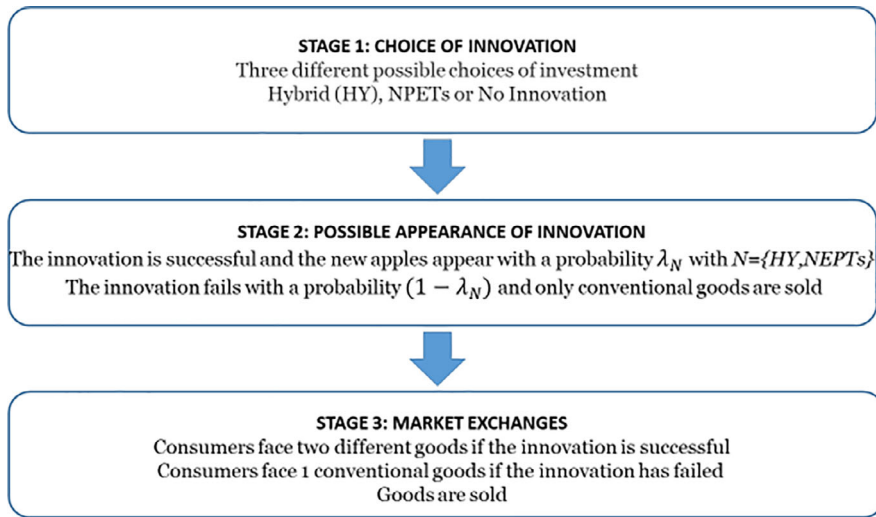 STAGE 1: CHOICE OF INNOVATION
Three different possible choices of investment
Hybrid (HY), NPETs or No Innovation
STAGE 2: POSSIBLE APPEARANCE OF INNOVATION
The innovation is successful and the new apples appear with a probability λ_N with N={HY,NEPTs}
The innovation fails with a probability (1 − λ_N) and only conventional goods are sold
STAGE 3: MARKET EXCHANGES
Consumers face two different goods if the innovation is successful
Consumers face 1 conventional goods if the innovation has failed
Goods are sold